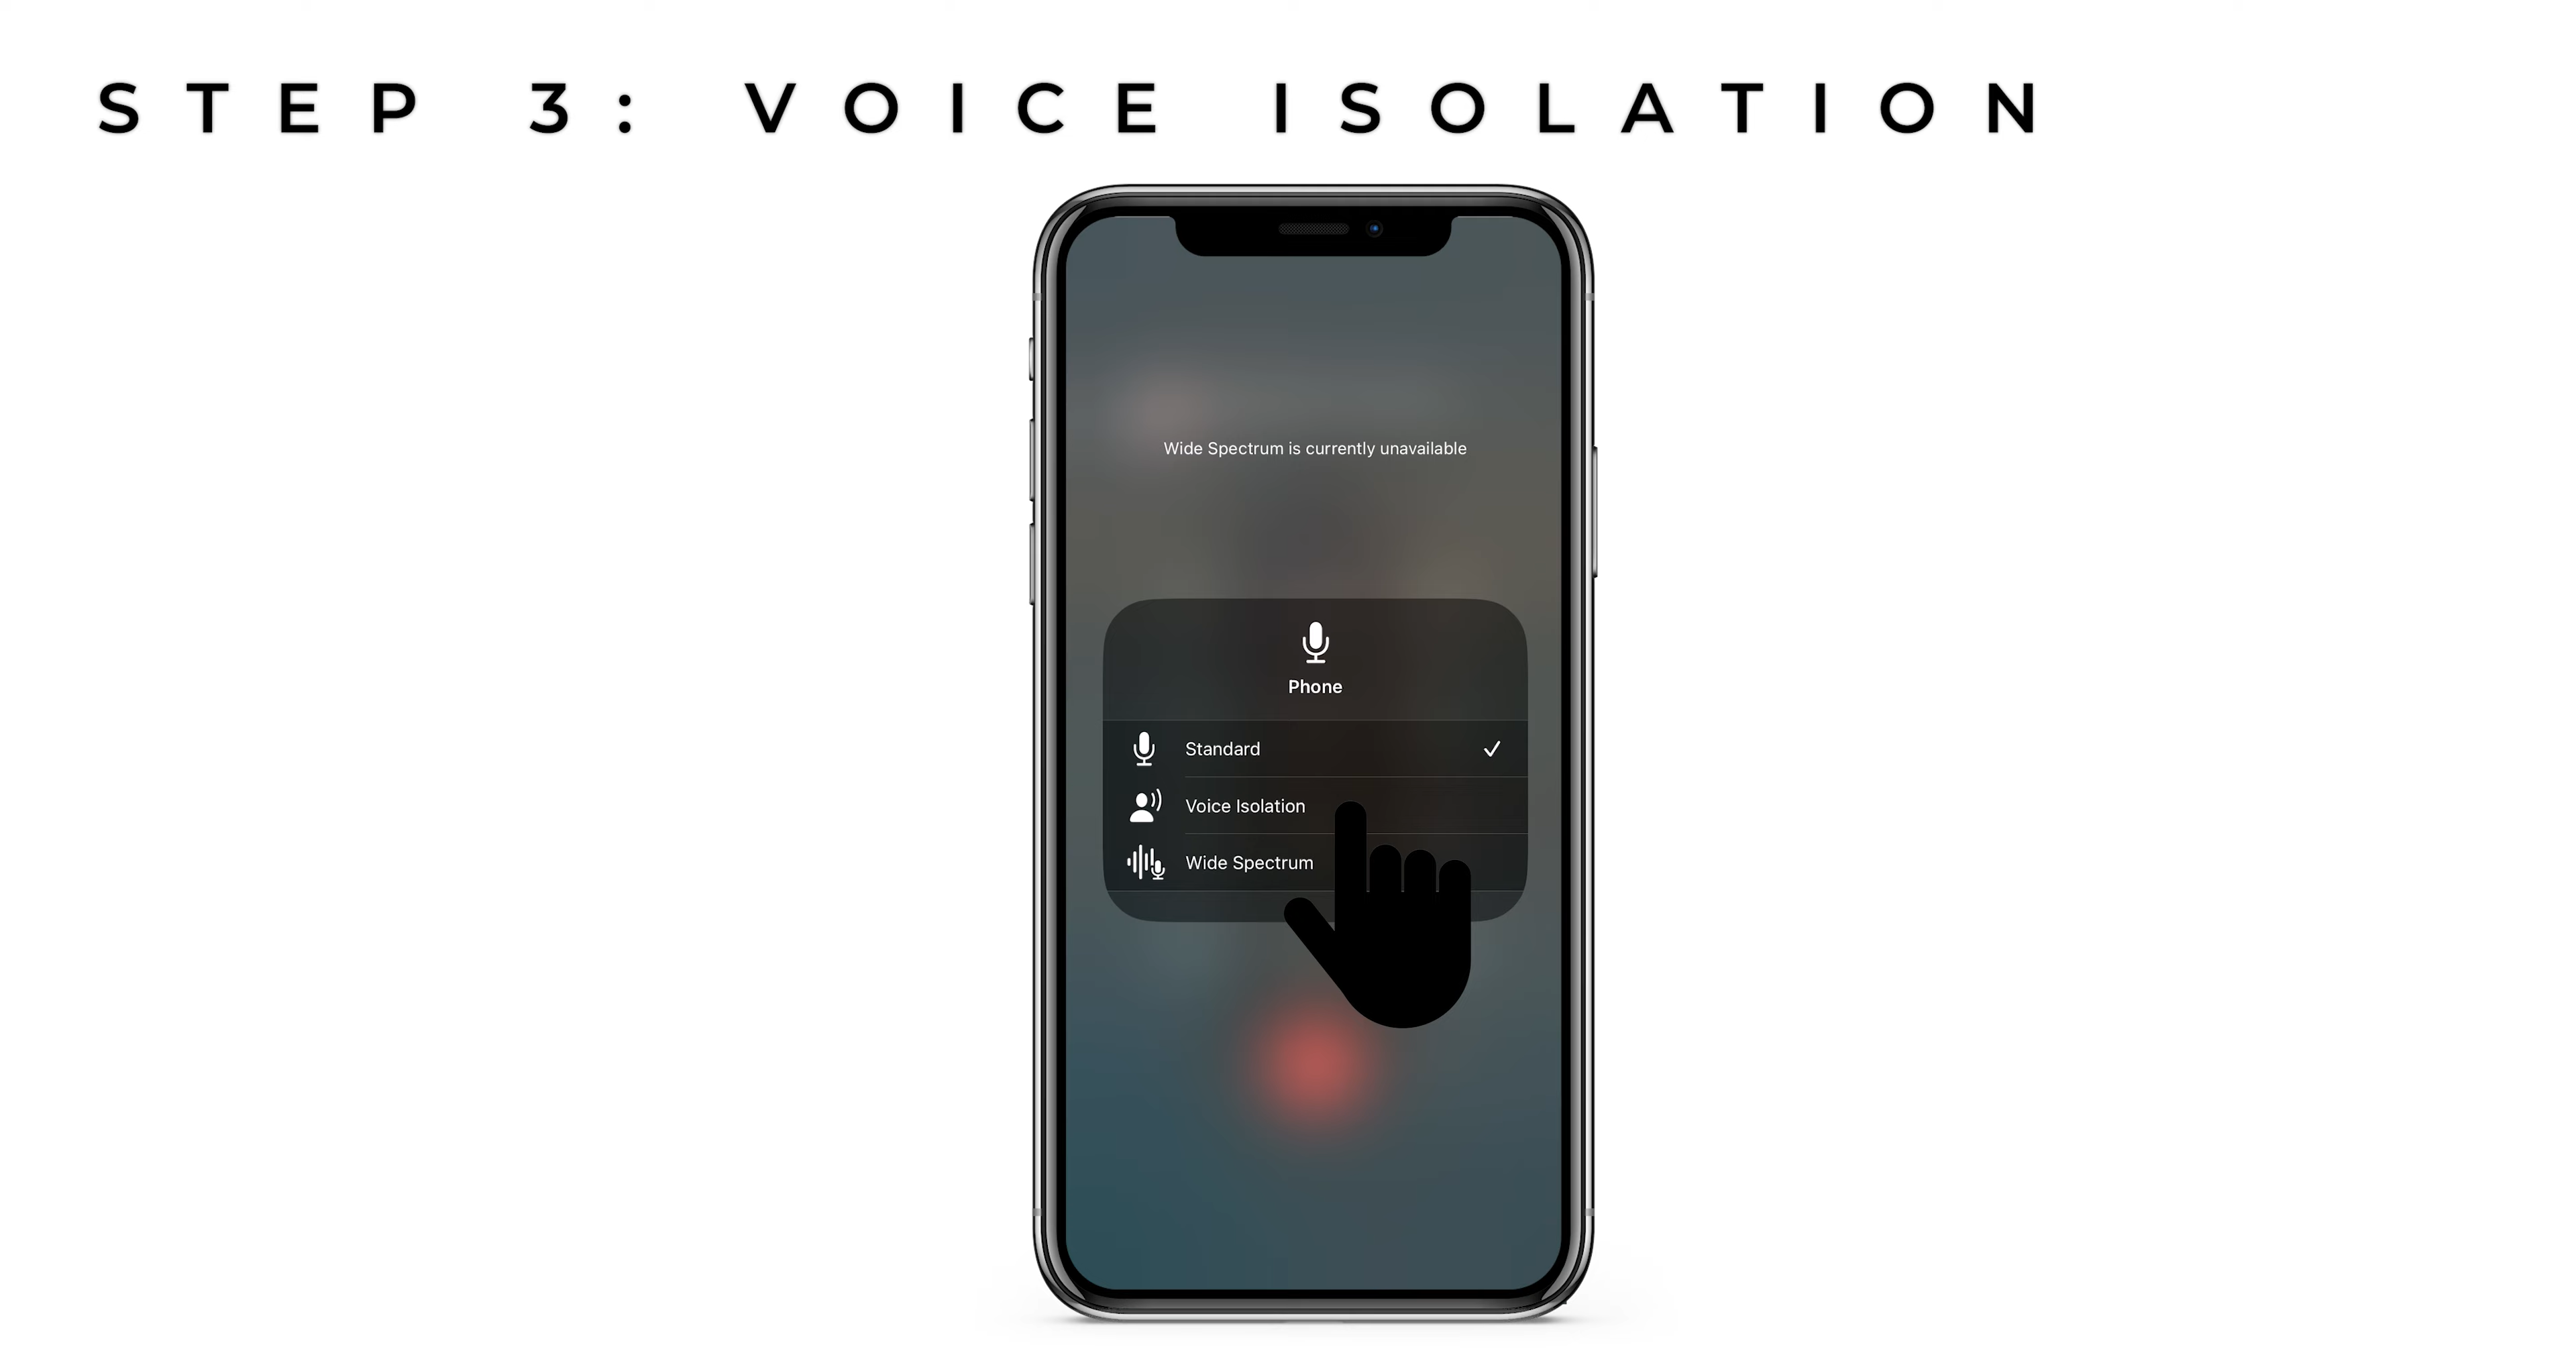 STEP 3: VOICE ISOLATION
Wide Spectrum is currently unavailable
Phone
Standard
Voice Isolation
Wide Spectrum